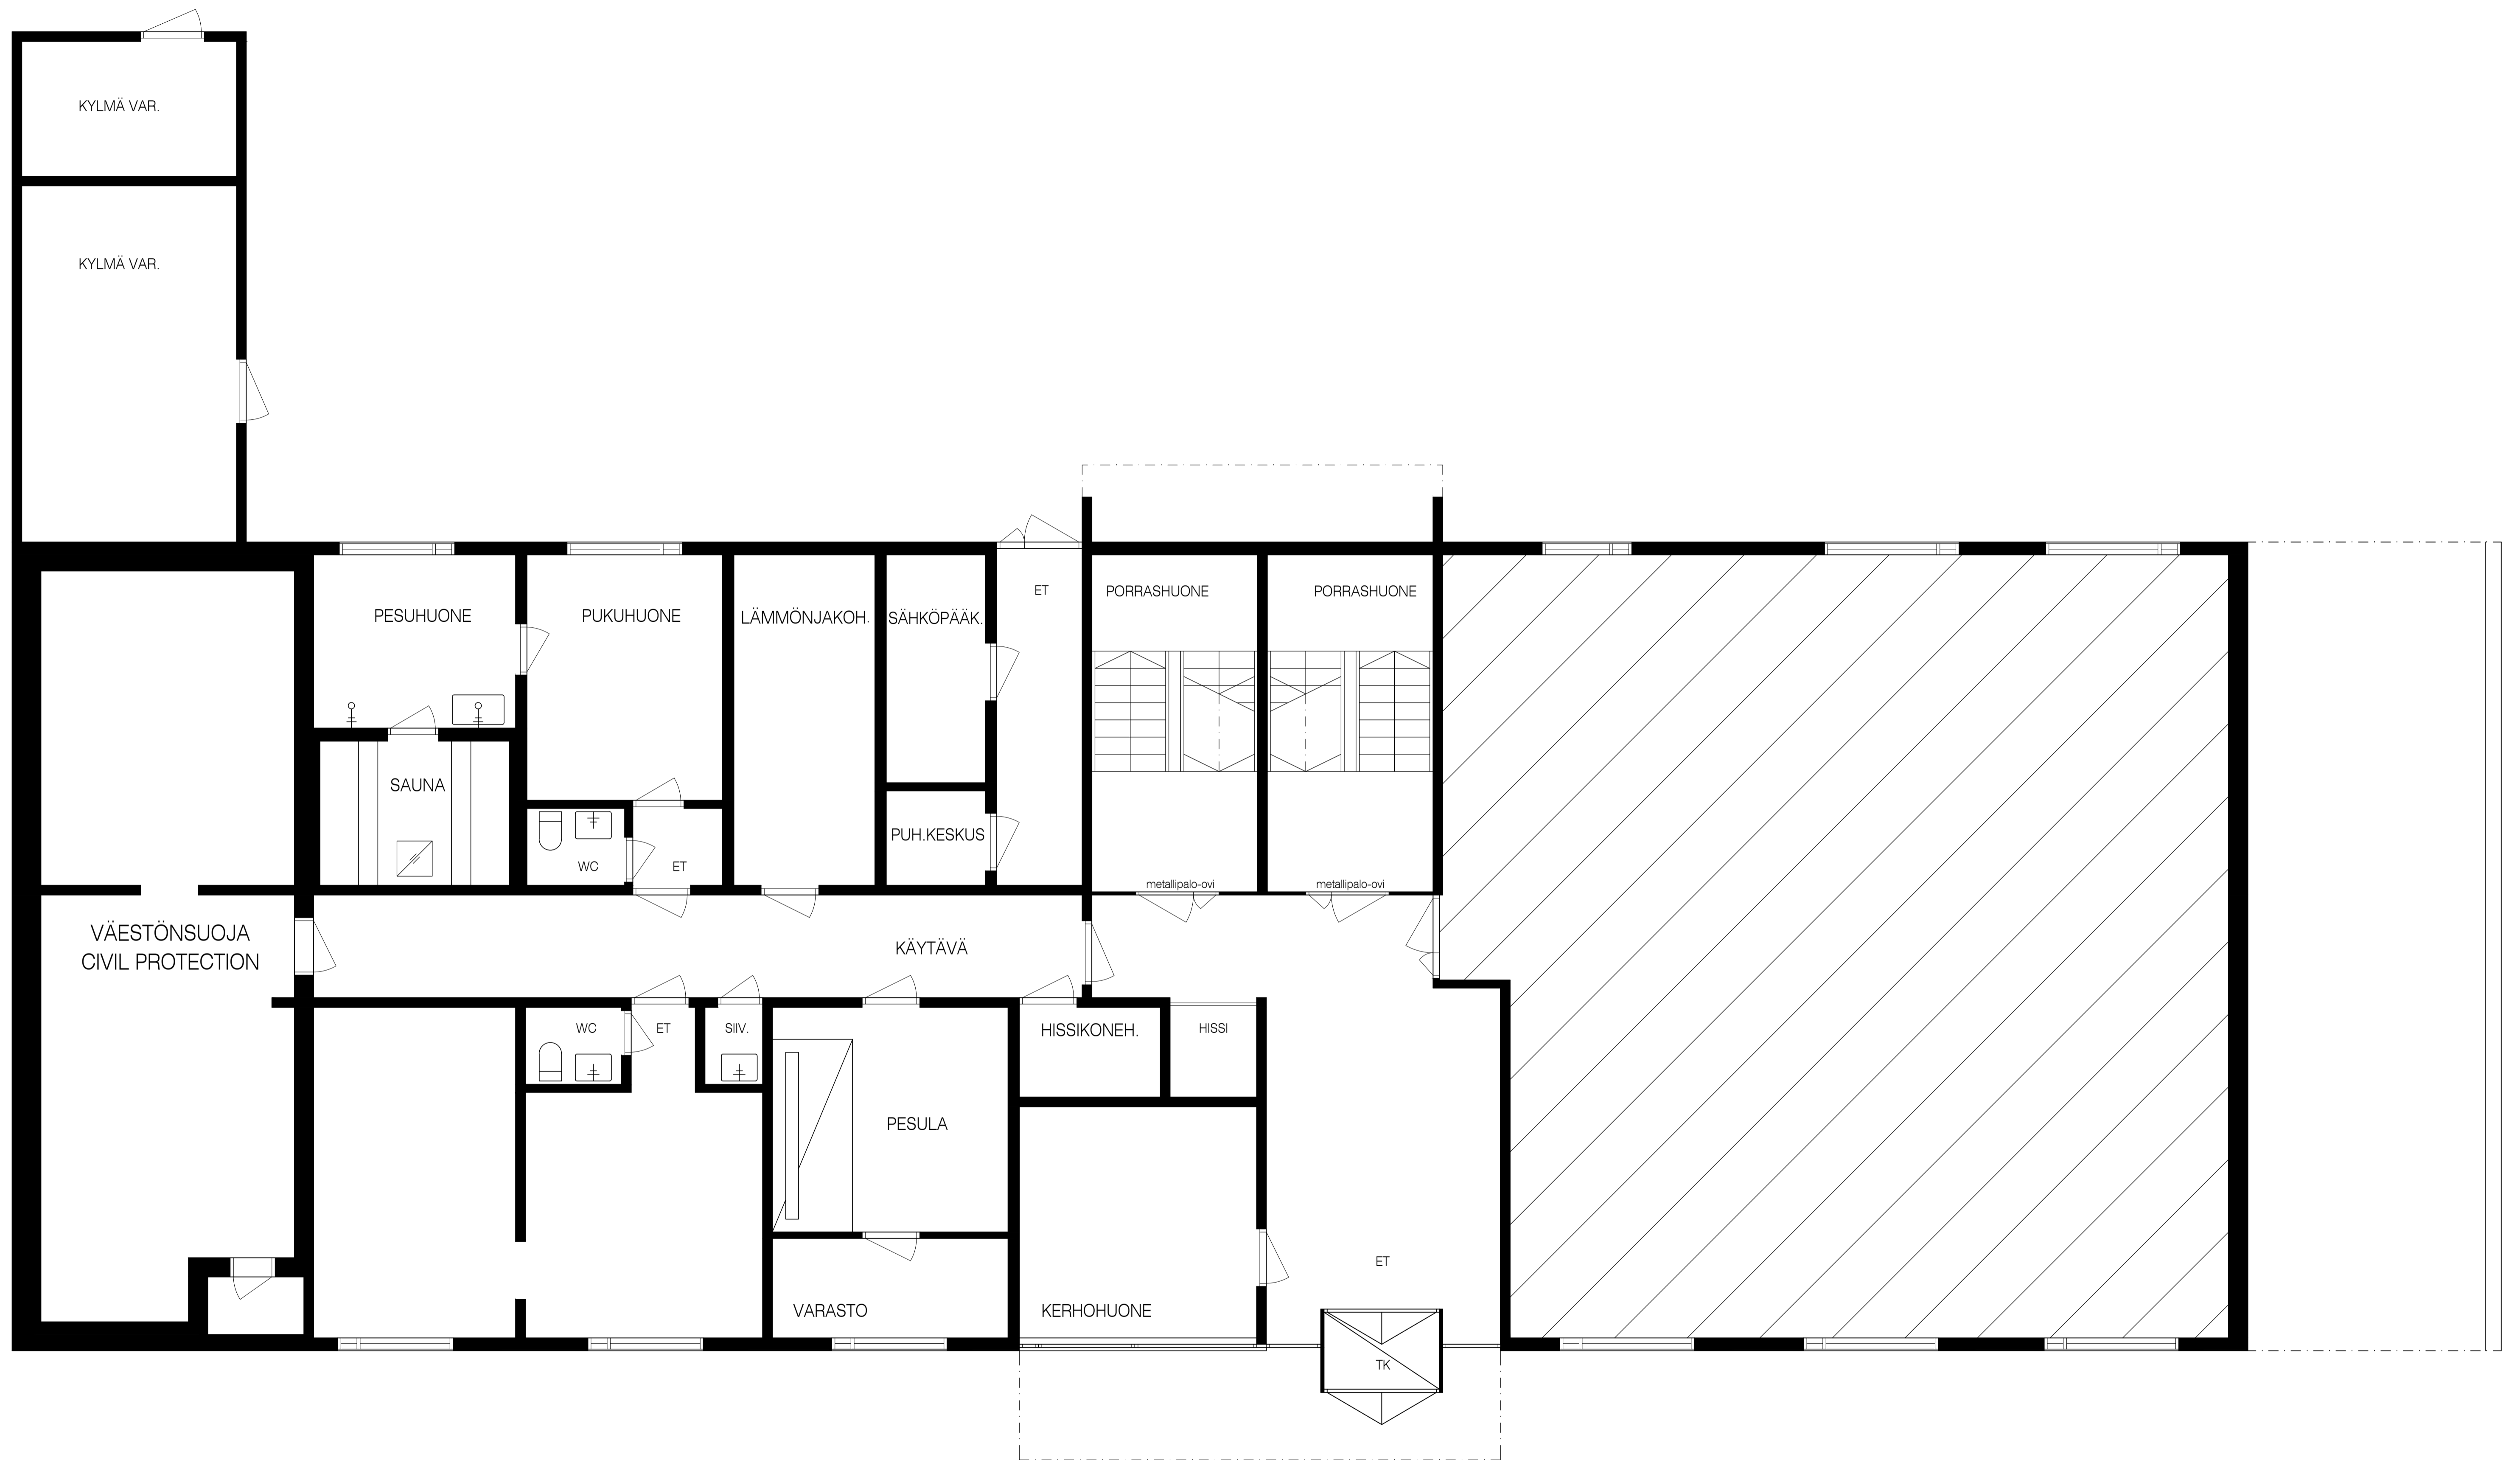 KYLMÄ VAR.
KYLMÄ VAR.
PESUHUONE
PUKUHUONE
LÄMMÖNJAKOH.
SÄHKÖPÄÄK.
ET
PORRASHUONE
PORRASHUONE
SAUNA
PUH.KESKUS
WC
ET
metallipalo-ovi
metallipalo-ovi
VÄESTÖNSUOJA
CIVIL PROTECTION
KÄYTÄVÄ
WC
ET
SIIV.
HISSIKONEH.
HISSI
PESULA
ET
VARASTO
KERHOHUONE
TK